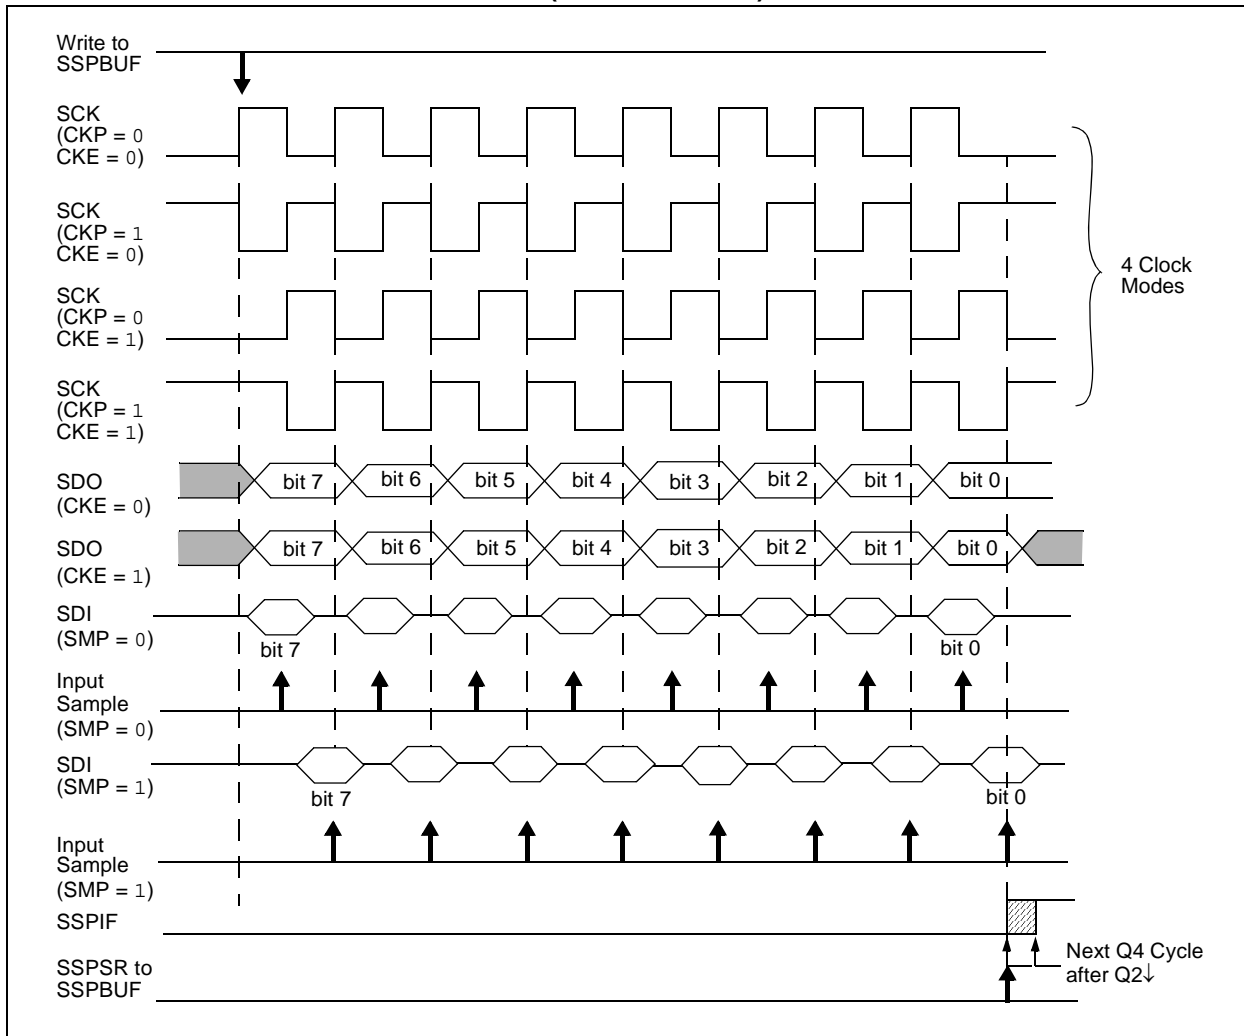 Write to
SSPBUF
SCK
(CKP = 0
CKE = 0)
SCK
(CKP = 1
CKE = 0)
4 Clock
Modes
SCK
(CKP = 0
CKE = 1)
SCK
(CKP = 1
CKE = 1)
SDO
(CKE = 0)
bit 7 bit 6 bit 5 bit 4 bit 3 bit 2 bit 1 bit 0
SDO
(CKE = 1)
bit 7 bit 6 bit 5 bit 4 bit 3 bit 2 bit 1 bit 0
SDI
(SMP = 0)
bit 7 bit 0
Input
Sample
(SMP = 0)
SDI
(SMP = 1)
bit 7 bit 0
Input
Sample
(SMP = 1)
SSPIF
Next Q4 Cycle
after Q2↓
SSPSR to
SSPBUF